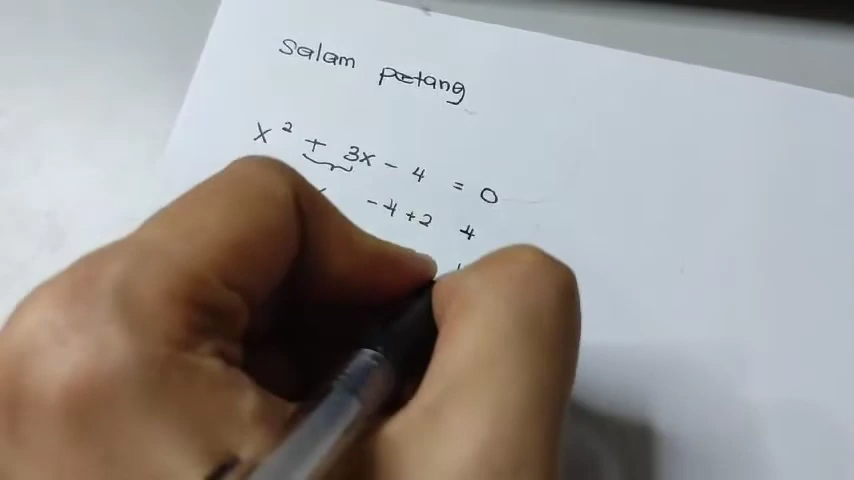 Salam petang
x² + 3x - 4 = 0
-4+2 4